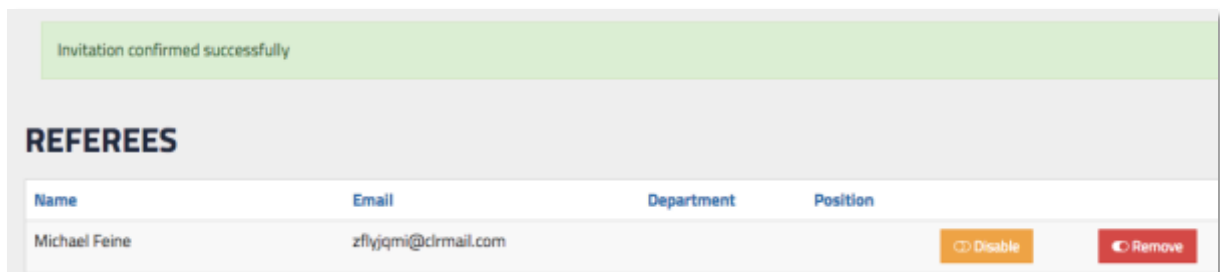 Invitation confirmed successfully
REFEREES
Name Email Department Position
Michael Feine zflyjqmi@clrmail.com Disable Remove